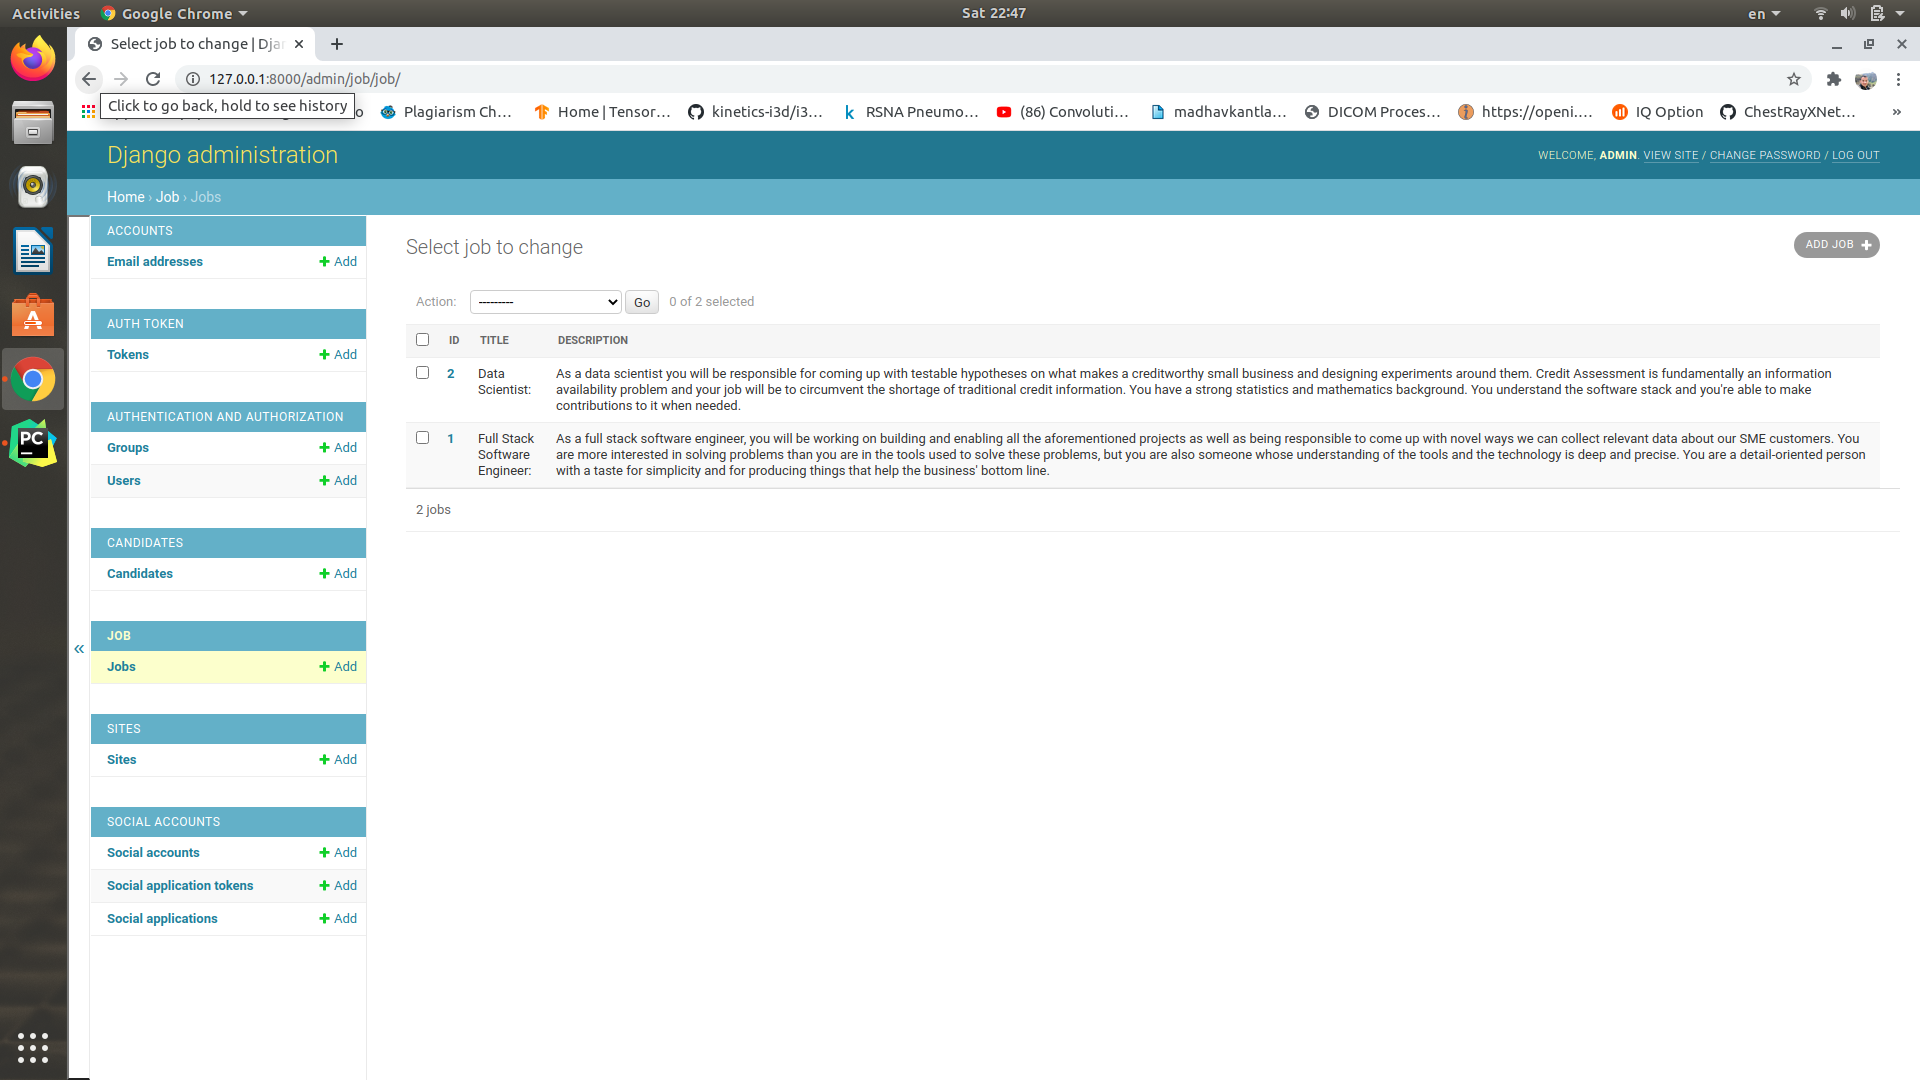 Activities
Google Chrome
Sat 22:47
en
Select job to change | Dja
127.0.0.1:8000/admin/job/job/
Click to go back, hold to see history
Plagiarism Ch...
Home | Tensor...
kinetics-i3d/i3...
RSNA Pneumo...
(86) Convoluti...
madhavkantla...
DICOM Proces...
https://openi....
IQ Option
ChestRayXNet...
»
Django administration
WELCOME, ADMIN. VIEW SITE / CHANGE PASSWORD / LOG OUT
Home › Job › Jobs
ACCOUNTS
Email addresses
Add
AUTH TOKEN
Tokens
Add
AUTHENTICATION AND AUTHORIZATION
Groups
Add
Users
Add
CANDIDATES
Candidates
Add
JOB
«
Jobs
Add
SITES
Sites
Add
SOCIAL ACCOUNTS
Social accounts
Add
Social application tokens
Add
Social applications
Add
Select job to change
ADD JOB
Action:
---------
Go
0 of 2 selected
ID
TITLE
DESCRIPTION
2
Data
Scientist:
As a data scientist you will be responsible for coming up with testable hypotheses on what makes a creditworthy small business and designing experiments around them. Credit Assessment is fundamentally an information
availability problem and your job will be to circumvent the shortage of traditional credit information. You have a strong statistics and mathematics background. You understand the software stack and you're able to make
contributions to it when needed.
1
Full Stack
Software
Engineer:
As a full stack software engineer, you will be working on building and enabling all the aforementioned projects as well as being responsible to come up with novel ways we can collect relevant data about our SME customers. You
are more interested in solving problems than you are in the tools used to solve these problems, but you are also someone whose understanding of the tools and the technology is deep and precise. You are a detail-oriented person
with a taste for simplicity and for producing things that help the business' bottom line.
2 jobs
PC